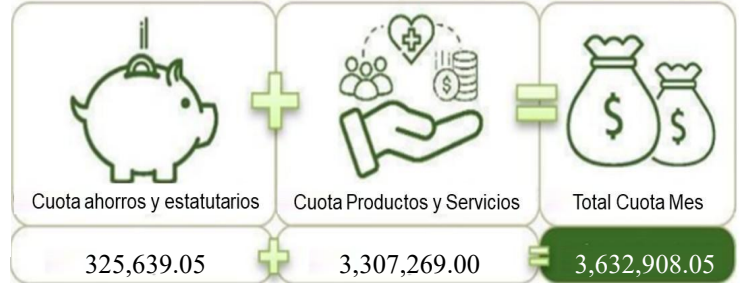 Cuota ahorros y estatutarios
Cuota Productos y Servicios
Total Cuota Mes
325,639.05
3,307,269.00
3,632,908.05